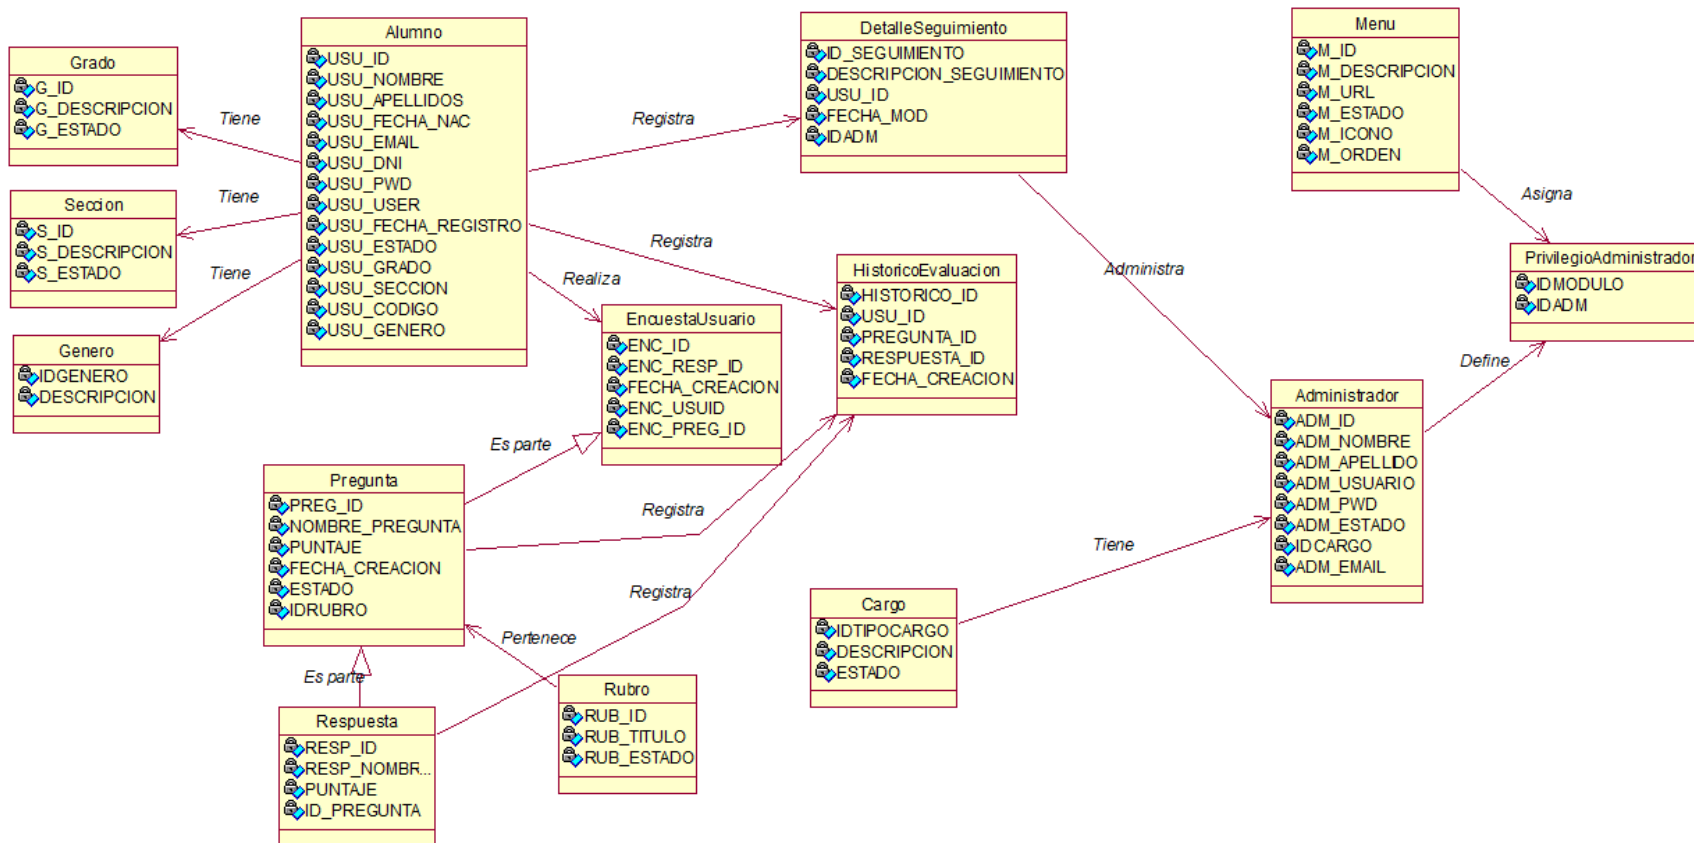 Grado
G_ID
G_DESCRIPCION
G_ESTADO
Seccion
S_ID
S_DESCRIPCION
S_ESTADO
Genero
IDGENERO
DESCRIPCION
Tiene
Tiene
Tiene
Alumno
USU_ID
USU_NOMBRE
USU_APELLIDOS
USU_FECHA_NAC
USU_EMAIL
USU_DNI
USU_PWD
USU_USER
USU_FECHA_REGISTRO
USU_ESTADO
USU_GRADO
USU_SECCION
USU_CODIGO
USU_GENERO
Registra
Registra
Realiza
DetalleSeguimiento
ID_SEGUIMIENTO
DESCRIPCION_SEGUIMIENTO
USU_ID
FECHA_MOD
IDADM
HistoricoEvaluacion
HISTORICO_ID
USU_ID
PREGUNTA_ID
RESPUESTA_ID
FECHA_CREACION
EncuestaUsuario
ENC_ID
ENC_RESP_ID
FECHA_CREACION
ENC_USUID
ENC_PREG_ID
Es parte
Pregunta
PREG_ID
NOMBRE_PREGUNTA
PUNTAJE
FECHA_CREACION
ESTADO
IDRUBRO
Registra
Registra
Pertenece
Es parte
Respuesta
RESP_ID
RESP_NOMBR...
PUNTAJE
ID_PREGUNTA
Rubro
RUB_ID
RUB_TITULO
RUB_ESTADO
Menu
M_ID
M_DESCRIPCION
M_URL
M_ESTADO
M_ICONO
M_ORDEN
Asigna
Administra
PrivilegioAdministrador
IDMODULO
IDADM
Define
Administrador
ADM_ID
ADM_NOMBRE
ADM_APELLIDO
ADM_USUARIO
ADM_PWD
ADM_ESTADO
IDCARGO
ADM_EMAIL
Tiene
Cargo
IDTIPOCARGO
DESCRIPCION
ESTADO